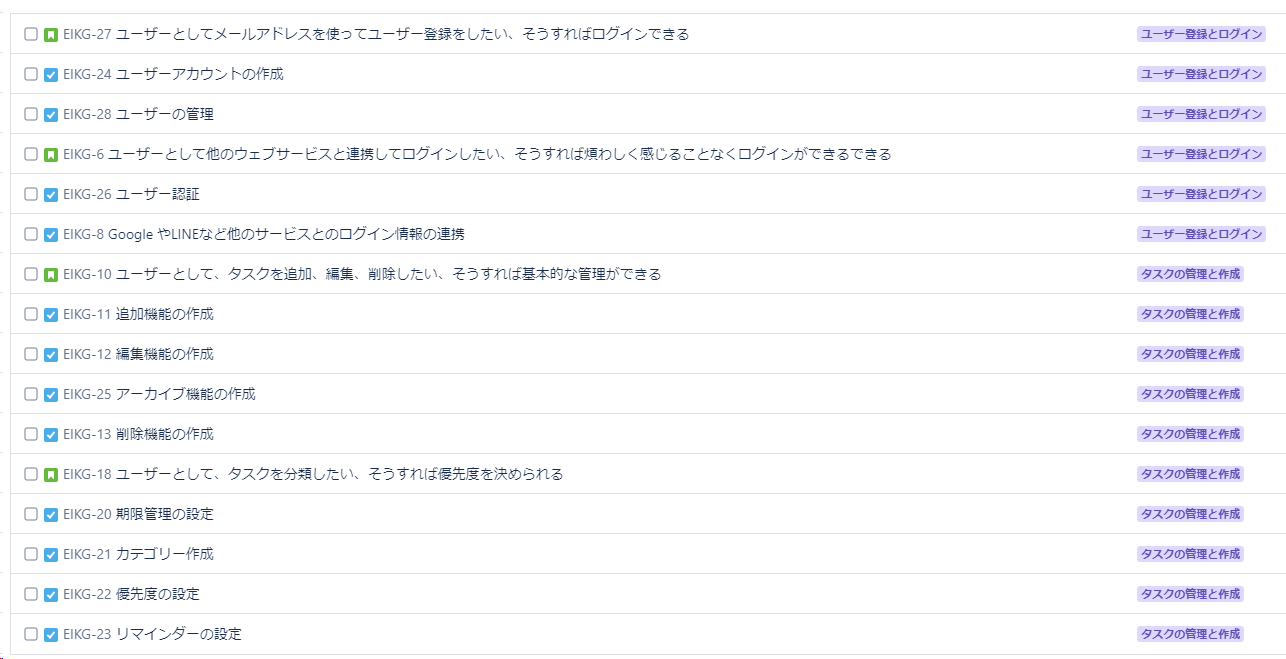 EIKG-27 ユーザーとしてメールアドレスを使ってユーザー登録をしたい、そうすればログインできる ユーザー登録とログイン
EIKG-24 ユーザーアカウントの作成 ユーザー登録とログイン
EIKG-28 ユーザーの管理 ユーザー登録とログイン
EIKG-6 ユーザーとして他のウェブサービスと連携してログインしたい、そうすれば煩わしく感じることなくログインができるできる ユーザー登録とログイン
EIKG-26 ユーザー認証 ユーザー登録とログイン
EIKG-8 Google やLINEなど他のサービスとのログイン情報の連携 ユーザー登録とログイン
EIKG-10 ユーザーとして、タスクを追加、編集、削除したい、そうすれば基本的な管理ができる タスクの管理と作成
EIKG-11 追加機能の作成 タスクの管理と作成
EIKG-12 編集機能の作成 タスクの管理と作成
EIKG-25 アーカイブ機能の作成 タスクの管理と作成
EIKG-13 削除機能の作成 タスクの管理と作成
EIKG-18 ユーザーとして、タスクを分類したい、そうすれば優先度を決められる タスクの管理と作成
EIKG-20 期限管理の設定 タスクの管理と作成
EIKG-21 カテゴリー作成 タスクの管理と作成
EIKG-22 優先度の設定 タスクの管理と作成
EIKG-23 リマインダーの設定 タスクの管理と作成